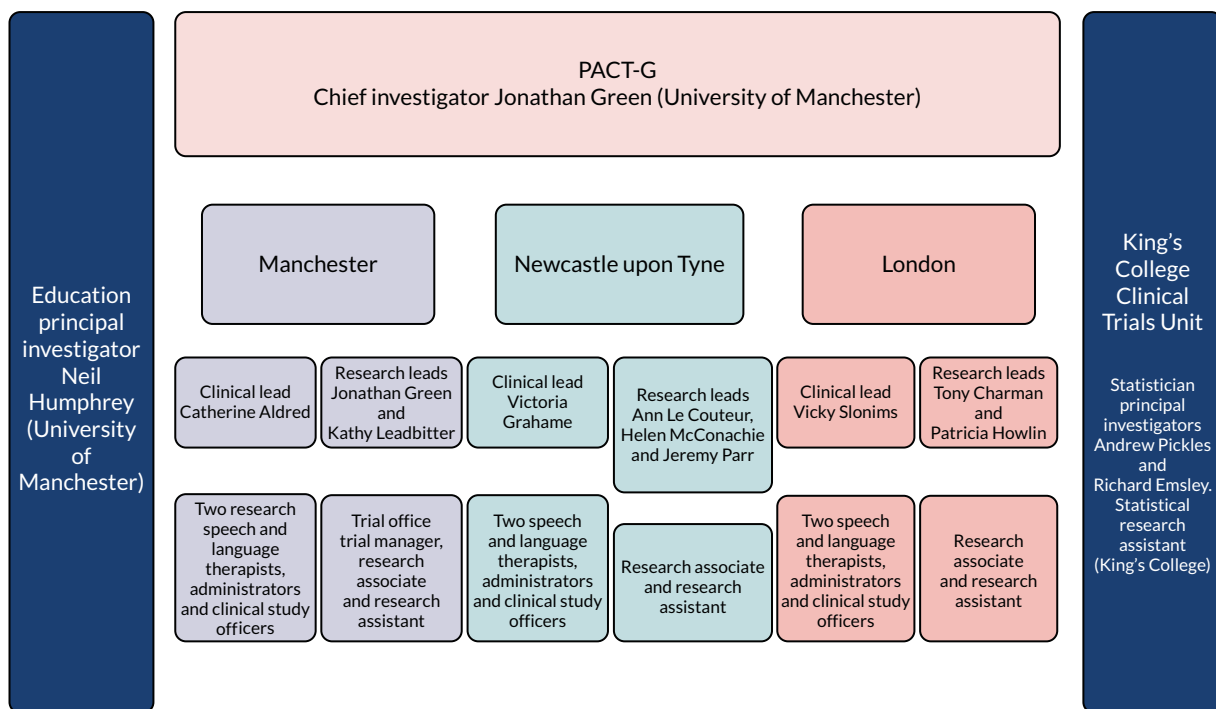 PACT-G
Chief investigator Jonathan Green (University of Manchester)
Education
principal
investigator
Neil
Humphrey
(University
of
Manchester)
Manchester
Newcastle upon Tyne
London
Clinical lead
Catherine Aldred
Research leads
Jonathan Green
and
Kathy Leadbitter
Clinical lead
Victoria
Grahame
Research leads
Ann Le Couteur,
Helen McConachie
and Jeremy Parr
Clinical lead
Vicky Slonims
Research leads
Tony Charman
and
Patricia Howlin
Two research
speech and
language
therapists,
administrators
and clinical study
officers
Trial office
trial manager,
research
associate
and research
assistant
Two speech
and language
therapists,
administrators
and clinical study
officers
Research associate
and research
assistant
Two speech
and language
therapists,
administrators
and clinical study
officers
Research
associate
and research
assistant
King's
College
Clinical
Trials Unit
Statistician
principal
investigators
Andrew Pickles
and
Richard Emsley.
Statistical
research
assistant
(King's College)